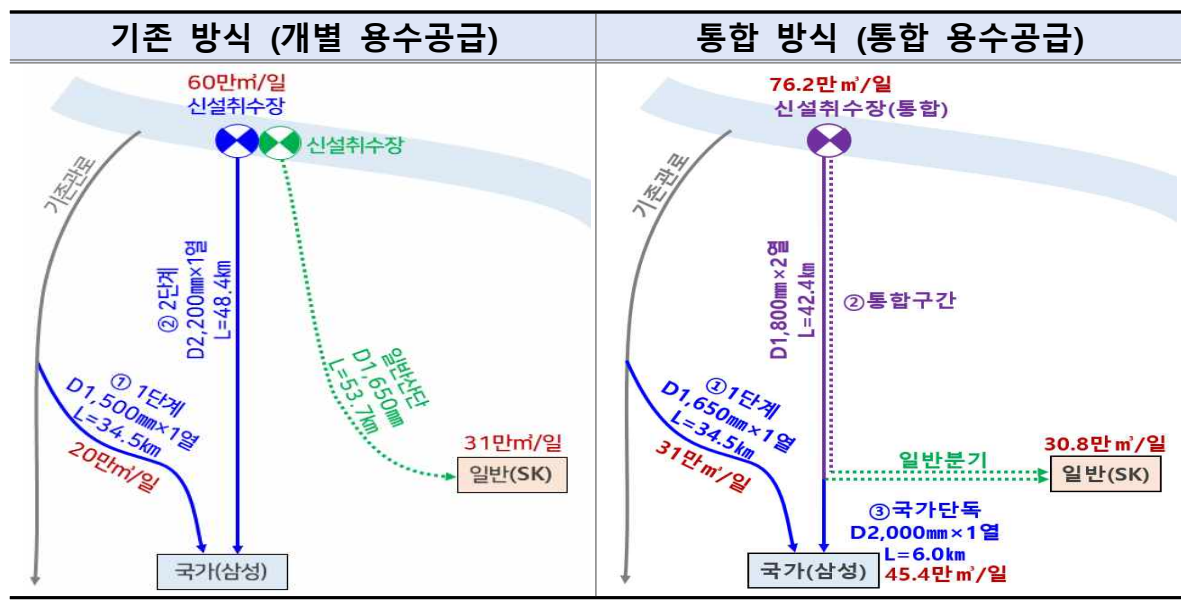 기존 방식 (개별 용수공급)
60만㎥/일
신설취수장
신설취수장
기존관로
② 2단계
D2,200㎜×1열
L=48.4㎞
일반산단
D1,650㎜
L=53.7㎞
① 1단계
D1,500㎜×1열
L=34.5㎞
20만㎥/일
31만㎥/일
일반(SK)
국가(삼성)
통합 방식 (통합 용수공급)
76.2만㎥/일
신설취수장(통합)
기존관로
D1,800㎜×2열
L=42.4㎞
②통합구간
①1단계
D1,650㎜×1열
L=34.5㎞
31만㎥/일
30.8만㎥/일
일반분기
일반(SK)
③국가단독
D2,000㎜×1열
L=6.0㎞
국가(삼성)
45.4만㎥/일